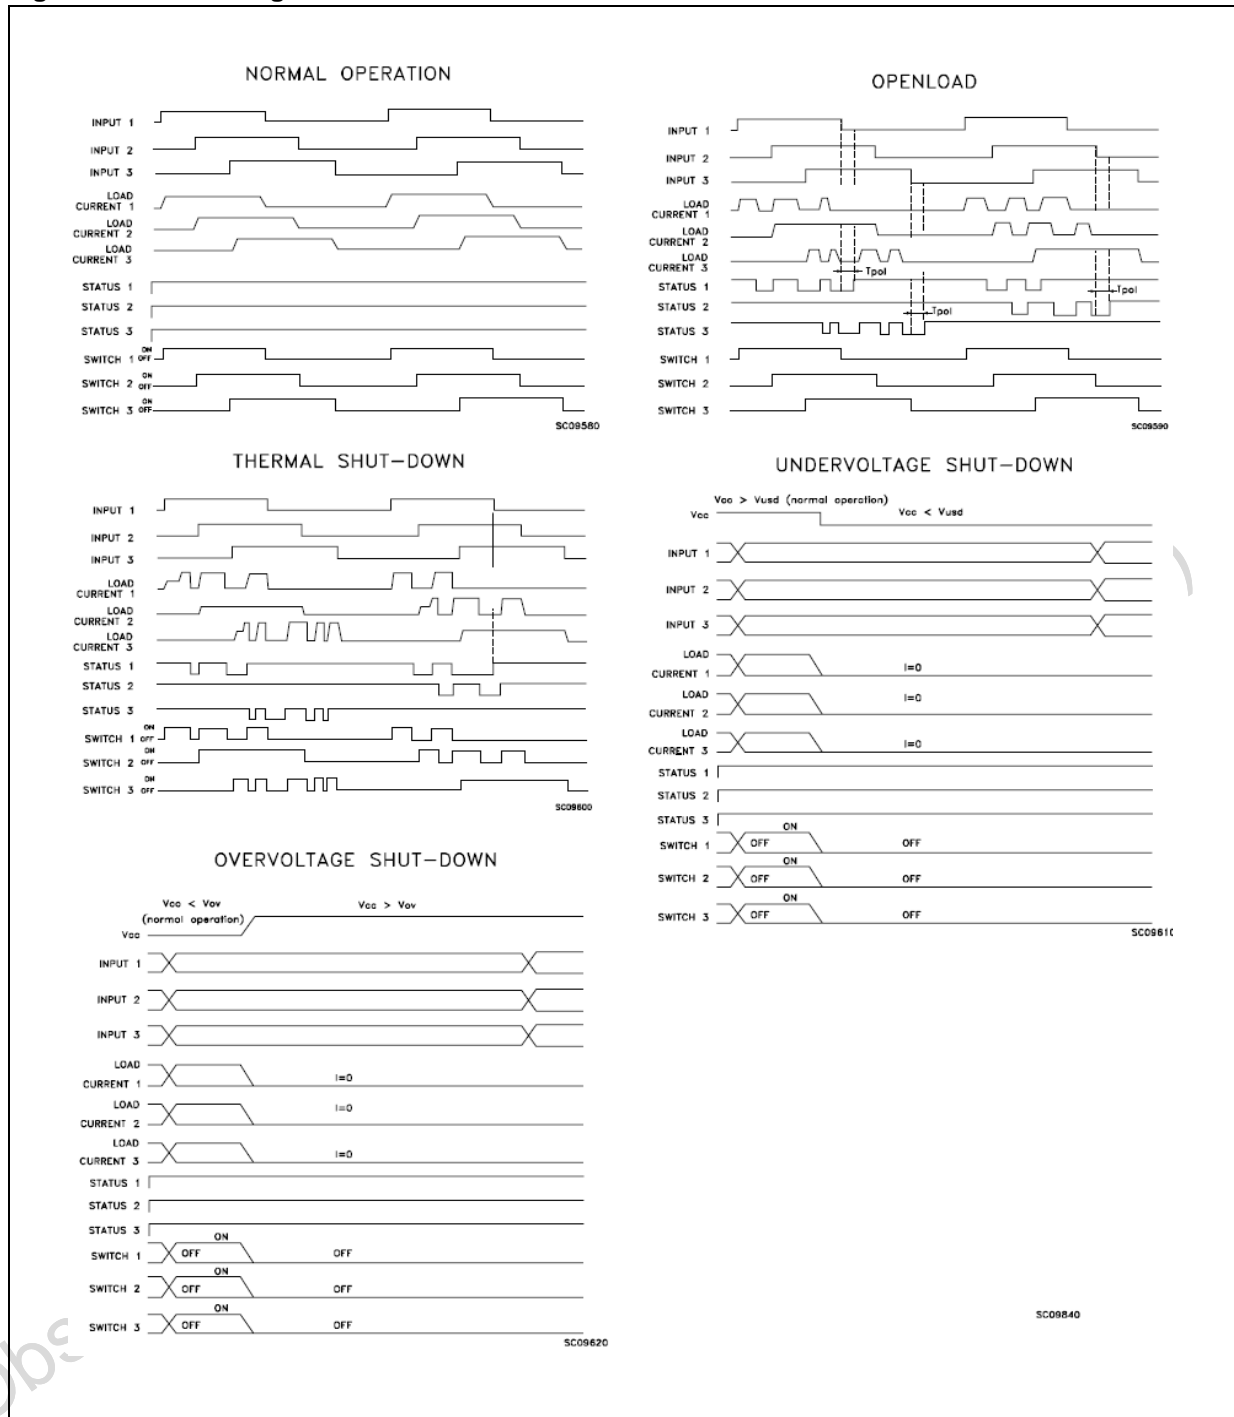 NORMAL OPERATION
INPUT 1
INPUT 2
INPUT 3
LOAD
CURRENT 1
LOAD
CURRENT 2
LOAD
CURRENT 3
STATUS 1
STATUS 2
STATUS 3
ON
SWITCH 1 OFF
ON
SWITCH 2 OFF
ON
SWITCH 3 OFF
SC09580
OPENLOAD
INPUT 1
INPUT 2
INPUT 3
LOAD
CURRENT 1
LOAD
CURRENT 2
LOAD
CURRENT 3
Tpol
STATUS 1
Tpol
STATUS 2
Tpol
STATUS 3
SWITCH 1
SWITCH 2
SWITCH 3
SC09590
THERMAL SHUT-DOWN
INPUT 1
INPUT 2
INPUT 3
LOAD
CURRENT 1
LOAD
CURRENT 2
LOAD
CURRENT 3
STATUS 1
STATUS 2
STATUS 3
ON
SWITCH 1 OFF
ON
SWITCH 2 OFF
ON
SWITCH 3 OFF
SC09600
UNDERVOLTAGE SHUT-DOWN
Vcc > Vusd (normal operation)
Vcc Vcc < Vusd
INPUT 1
INPUT 2
INPUT 3
LOAD
CURRENT 1 I=0
LOAD
CURRENT 2 I=0
LOAD
CURRENT 3 I=0
STATUS 1
STATUS 2
STATUS 3
ON
SWITCH 1 OFF OFF
ON
SWITCH 2 OFF OFF
ON
SWITCH 3 OFF OFF
SC09610
OVERVOLTAGE SHUT-DOWN
Vcc < Vov Vcc > Vov
(normal operation)
Vcc
INPUT 1
INPUT 2
INPUT 3
LOAD
CURRENT 1 I=0
LOAD
CURRENT 2 I=0
LOAD
CURRENT 3 I=0
STATUS 1
STATUS 2
STATUS 3
ON
SWITCH 1 OFF OFF
ON
SWITCH 2 OFF OFF
ON
SWITCH 3 OFF OFF
SC09620
SC09840